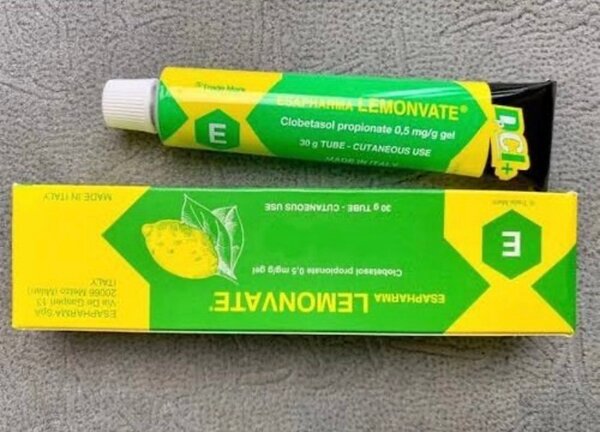 ® Trade Mark
ESAPHARMA LEMONVATE®
Clobetasol propionate 0,5 mg/g gel
30 g TUBE - CUTANEOUS USE
MADE IN ITALY
E
LCI+
ESAPHARMA LEMONVATE®
Clobetasol propionate 0,5 mg/g gel
30 g TUBE - CUTANEOUS USE
E
® Trade Mark
ESAPHARMA SpA
Via De Gasperi 13
20066 Melzo (Milan)
ITALY
MADE IN ITALY